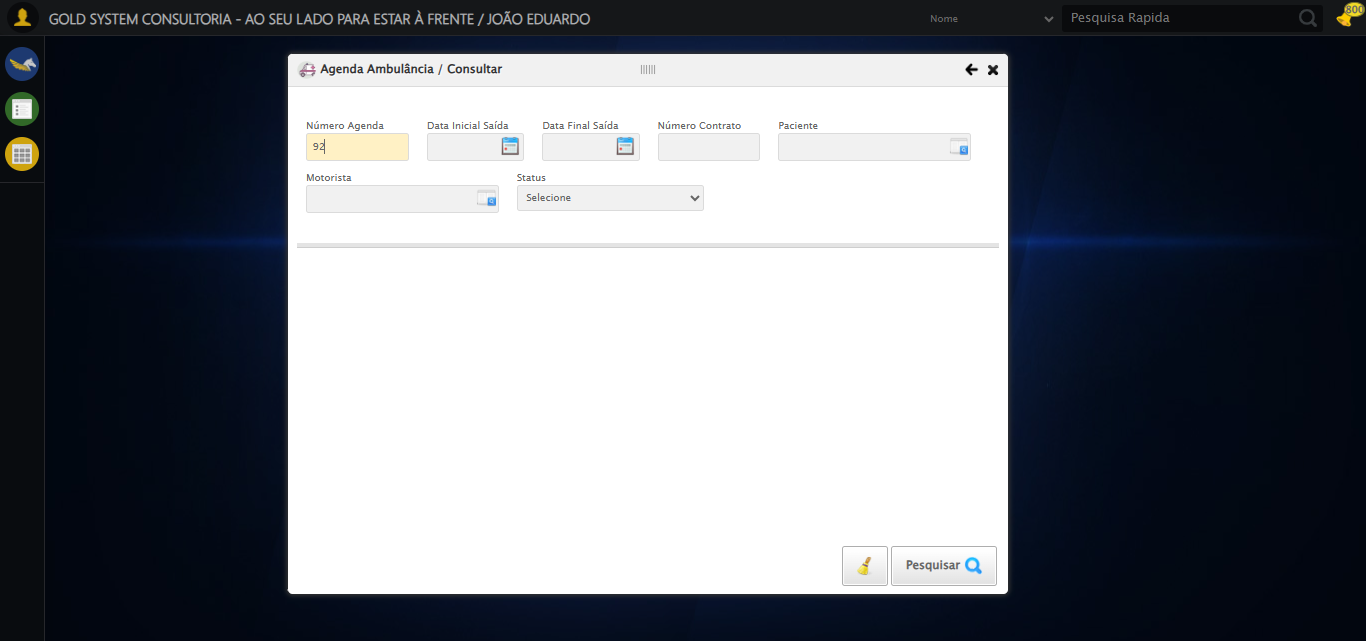 GOLD SYSTEM CONSULTORIA - AO SEU LADO PARA ESTAR À FRENTE / JOÃO EDUARDO
Nome
Pesquisa Rapida
800
Agenda Ambulância / Consultar
Número Agenda
Data Inicial Saída
Data Final Saída
Número Contrato
Paciente
92
Motorista
Status
Selecione
Pesquisar